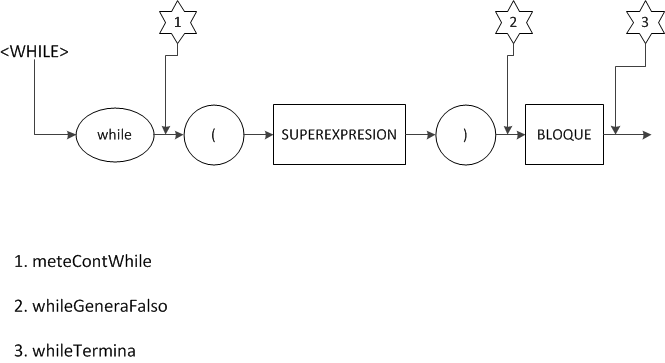 1 2 3
<WHILE>
while ( SUPEREXPRESION ) BLOQUE
1. meteContWhile
2. whileGeneraFalso
3. whileTermina